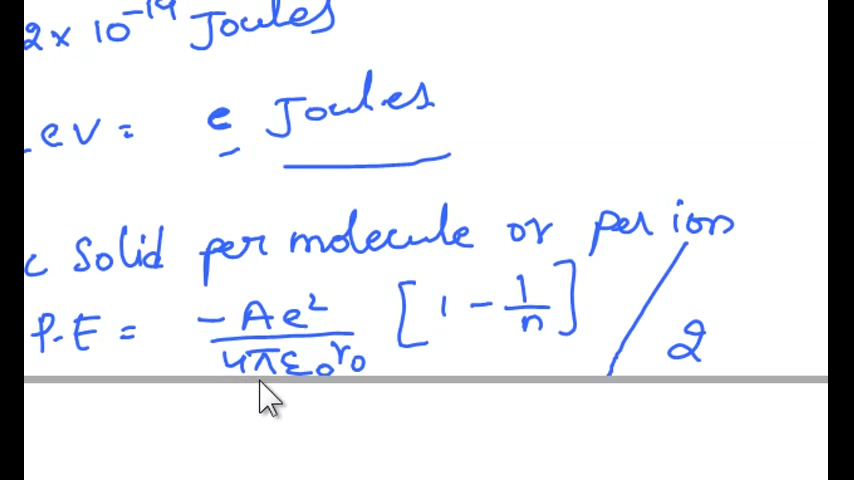 2 x 10^-19 Joules
eV = e Joules
c Solid per molecule or per ion
P.E = -Ae²/4πε₀r₀ [1 - 1/n] / 2